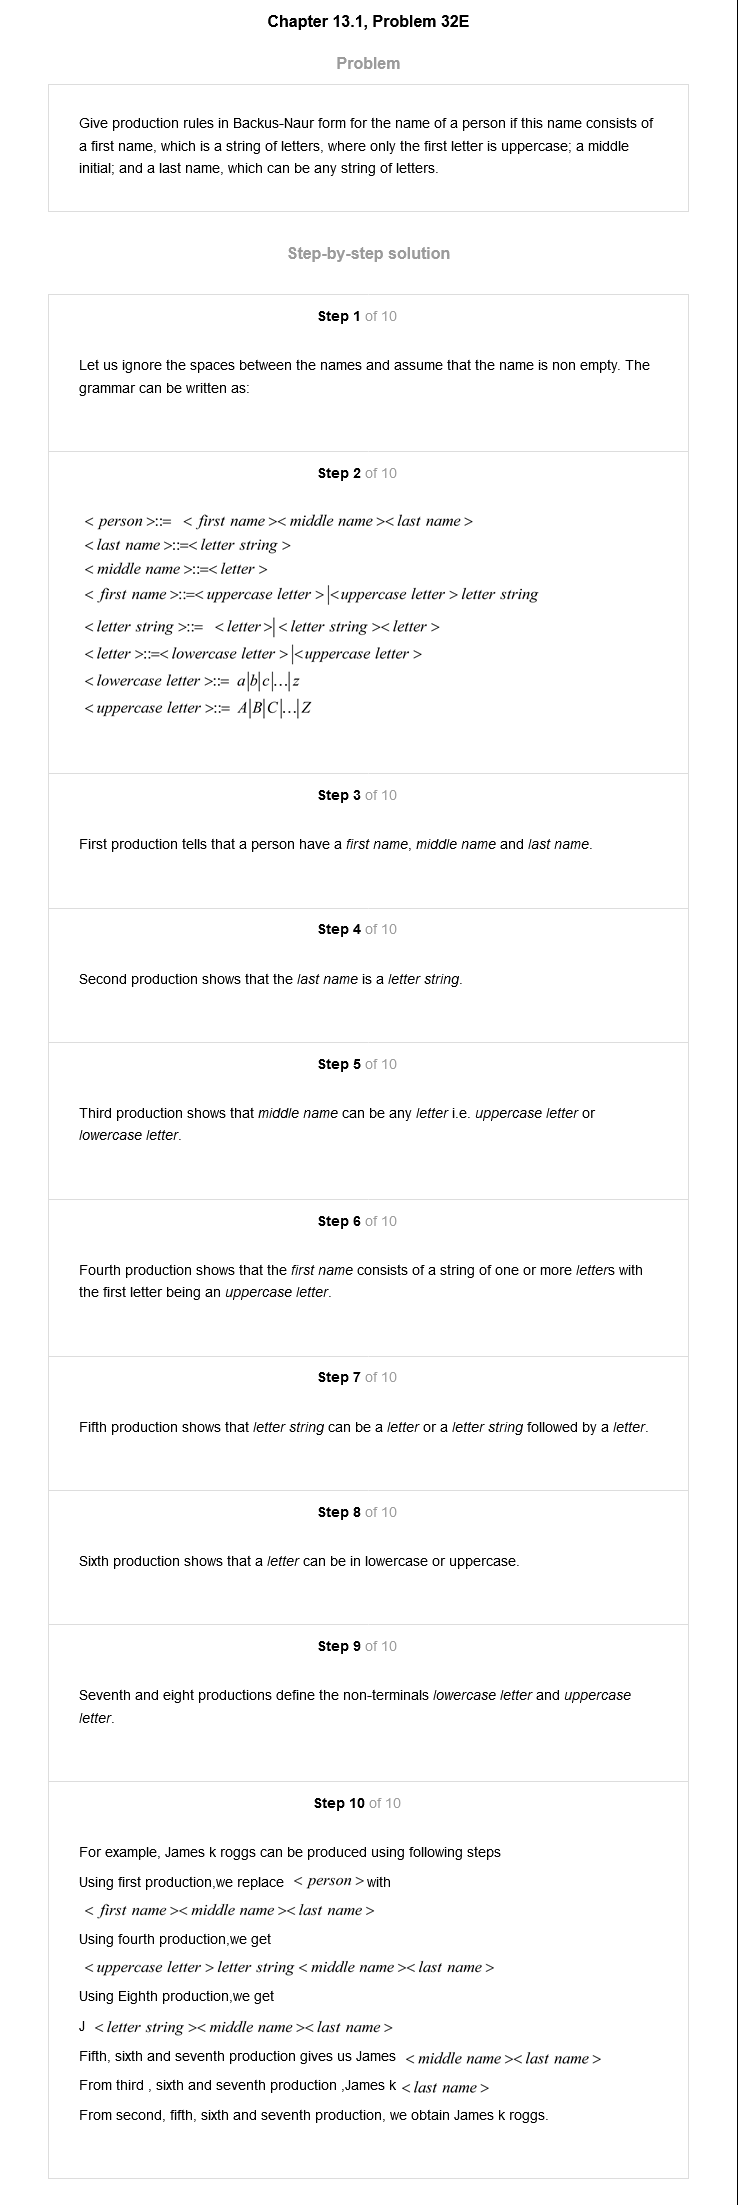 Chapter 13.1, Problem 32E
Problem
Give production rules in Backus-Naur form for the name of a person if this name consists of
a first name, which is a string of letters, where only the first letter is uppercase; a middle
initial; and a last name, which can be any string of letters.
Step-by-step solution
Step 1 of 10
Let us ignore the spaces between the names and assume that the name is non empty. The
grammar can be written as:
Step 2 of 10
< person >::= < first name >< middle name >< last name >
< last name >::=< letter string >
< middle name >::=< letter >
< first name >::=< uppercase letter >|<uppercase letter > letter string
< letter string >::= < letter >|< letter string >< letter >
< letter >::=< lowercase letter >|<uppercase letter >
< lowercase letter >::= a|b|c|...|z
< uppercase letter >::= A|B|C|...|Z
Step 3 of 10
First production tells that a person have a first name, middle name and last name.
Step 4 of 10
Second production shows that the last name is a letter string.
Step 5 of 10
Third production shows that middle name can be any letter i.e. uppercase letter or
lowercase letter.
Step 6 of 10
Fourth production shows that the first name consists of a string of one or more letters with
the first letter being an uppercase letter.
Step 7 of 10
Fifth production shows that letter string can be a letter or a letter string followed by a letter.
Step 8 of 10
Sixth production shows that a letter can be in lowercase or uppercase.
Step 9 of 10
Seventh and eight productions define the non-terminals lowercase letter and uppercase
letter.
Step 10 of 10
For example, James k roggs can be produced using following steps
Using first production,we replace < person > with
< first name >< middle name >< last name >
Using fourth production,we get
< uppercase letter > letter string < middle name >< last name >
Using Eighth production,we get
J < letter string >< middle name >< last name >
Fifth, sixth and seventh production gives us James < middle name >< last name >
From third , sixth and seventh production ,James k < last name >
From second, fifth, sixth and seventh production, we obtain James k roggs.